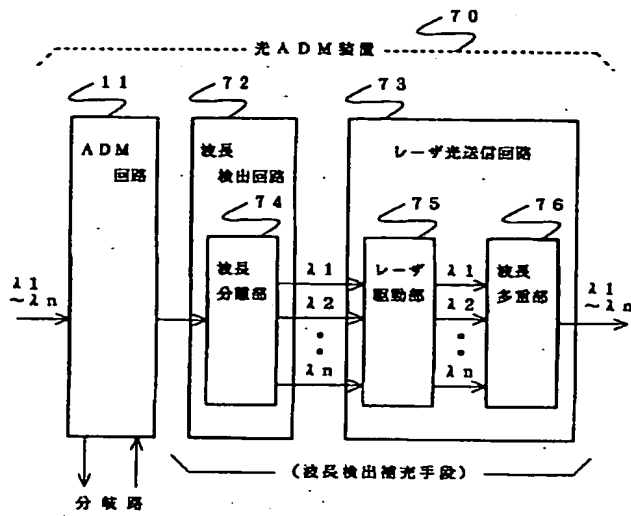 70
光ADM装置
11
72
73
ADM
回路
波長
検出回路
レーザ光送信回路
74
75
76
波長
分離部
レーザ
駆動部
波長
多重部
λ1
~λn
λ1
λ2
λn
λ1
λ2
λn
λ1
~λn
(波長検出補充手段)
分岐路